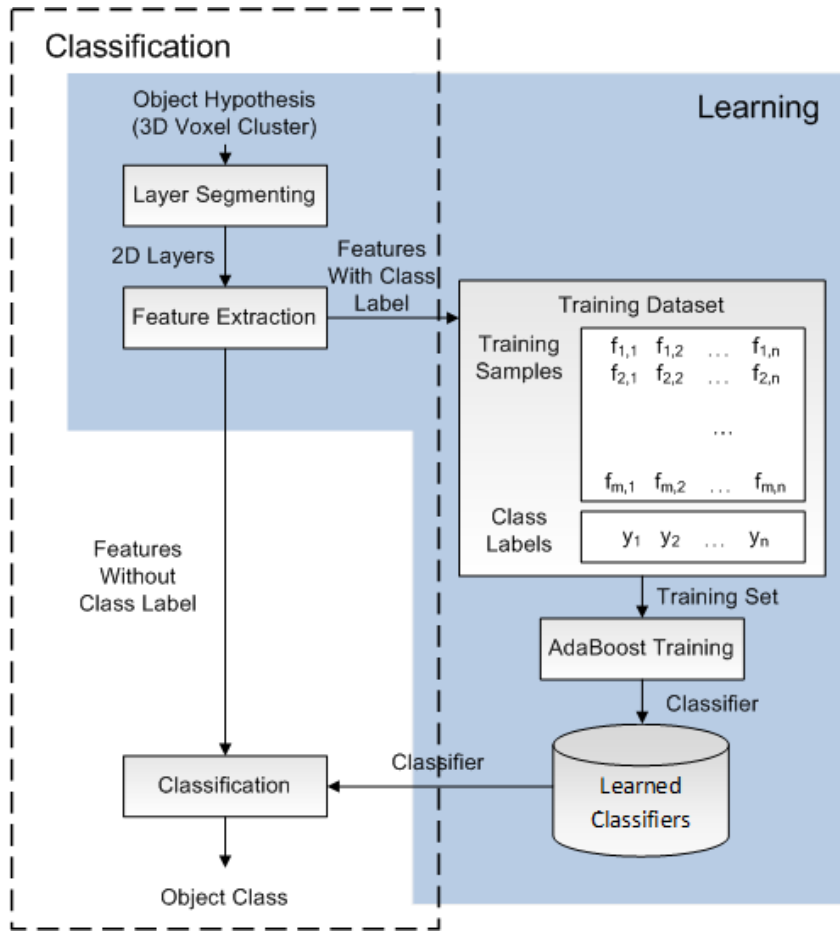 Classification
Learning
Object Hypothesis
(3D Voxel Cluster)
Layer Segmenting
2D Layers
Features
With Class
Label
Feature Extraction
Training Dataset
Training
Samples
f1,1 f1,2 ... f1,n
f2,1 f2,2 ... f2,n
...
fm,1 fm,2 ... fm,n
Class
Labels
y1 y2 ... yn
Features
Without
Class Label
Training Set
AdaBoost Training
Classifier
Learned
Classifiers
Classifier
Classification
Object Class